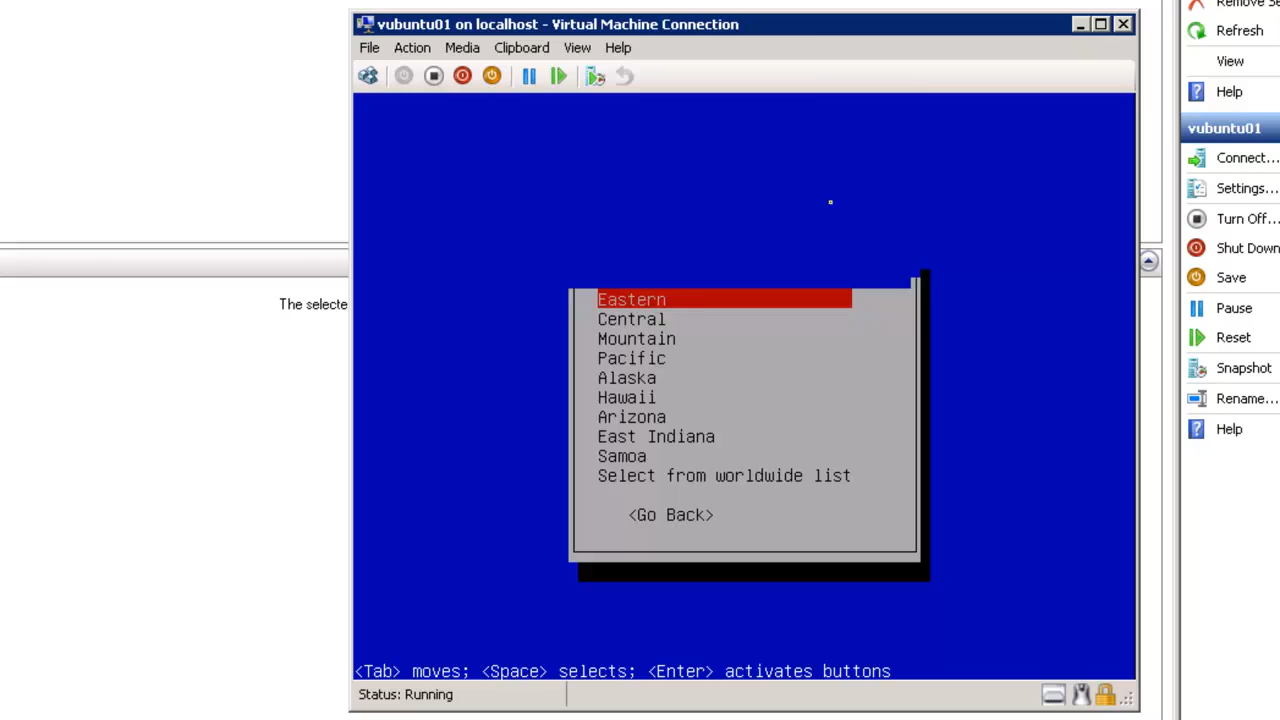 vubuntu01 on localhost - Virtual Machine Connection
File Action Media Clipboard View Help
Eastern
Central
Mountain
Pacific
Alaska
Hawaii
Arizona
East Indiana
Samoa
Select from worldwide list
<Go Back>
<Tab> moves; <Space> selects; <Enter> activates buttons
Status: Running
The selecte
Remove Se
Refresh
View
Help
vubuntu01
Connect...
Settings...
Turn Off...
Shut Down
Save
Pause
Reset
Snapshot
Rename...
Help